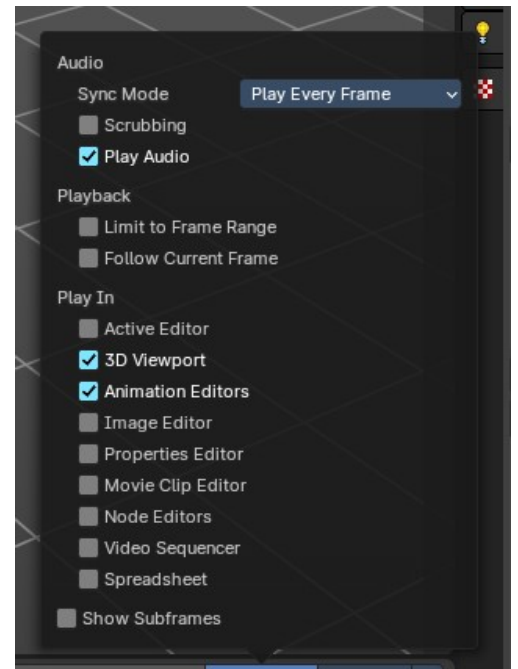 Audio
Sync Mode Play Every Frame
Scrubbing
Play Audio
Playback
Limit to Frame Range
Follow Current Frame
Play In
Active Editor
3D Viewport
Animation Editors
Image Editor
Properties Editor
Movie Clip Editor
Node Editors
Video Sequencer
Spreadsheet
Show Subframes